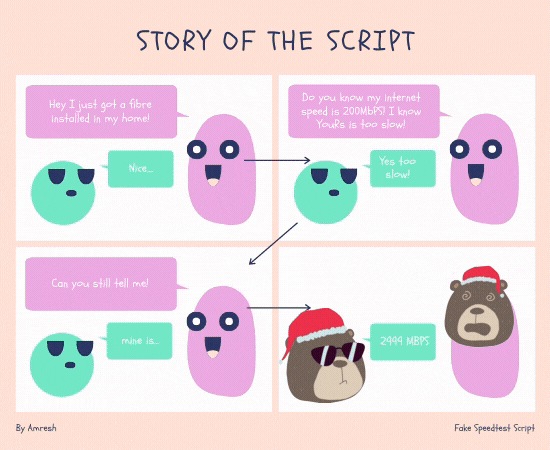 STORY OF THE SCRIPT
Hey I just got a fibre
installed in my home!
Nice...
Do you know my internet
speed is 200MbPS? I know
YouRs is too slow!
Yes too
slow!
Can you still tell me!
mine is...
2999 MBPS
By Amresh
Fake Speedtest Script